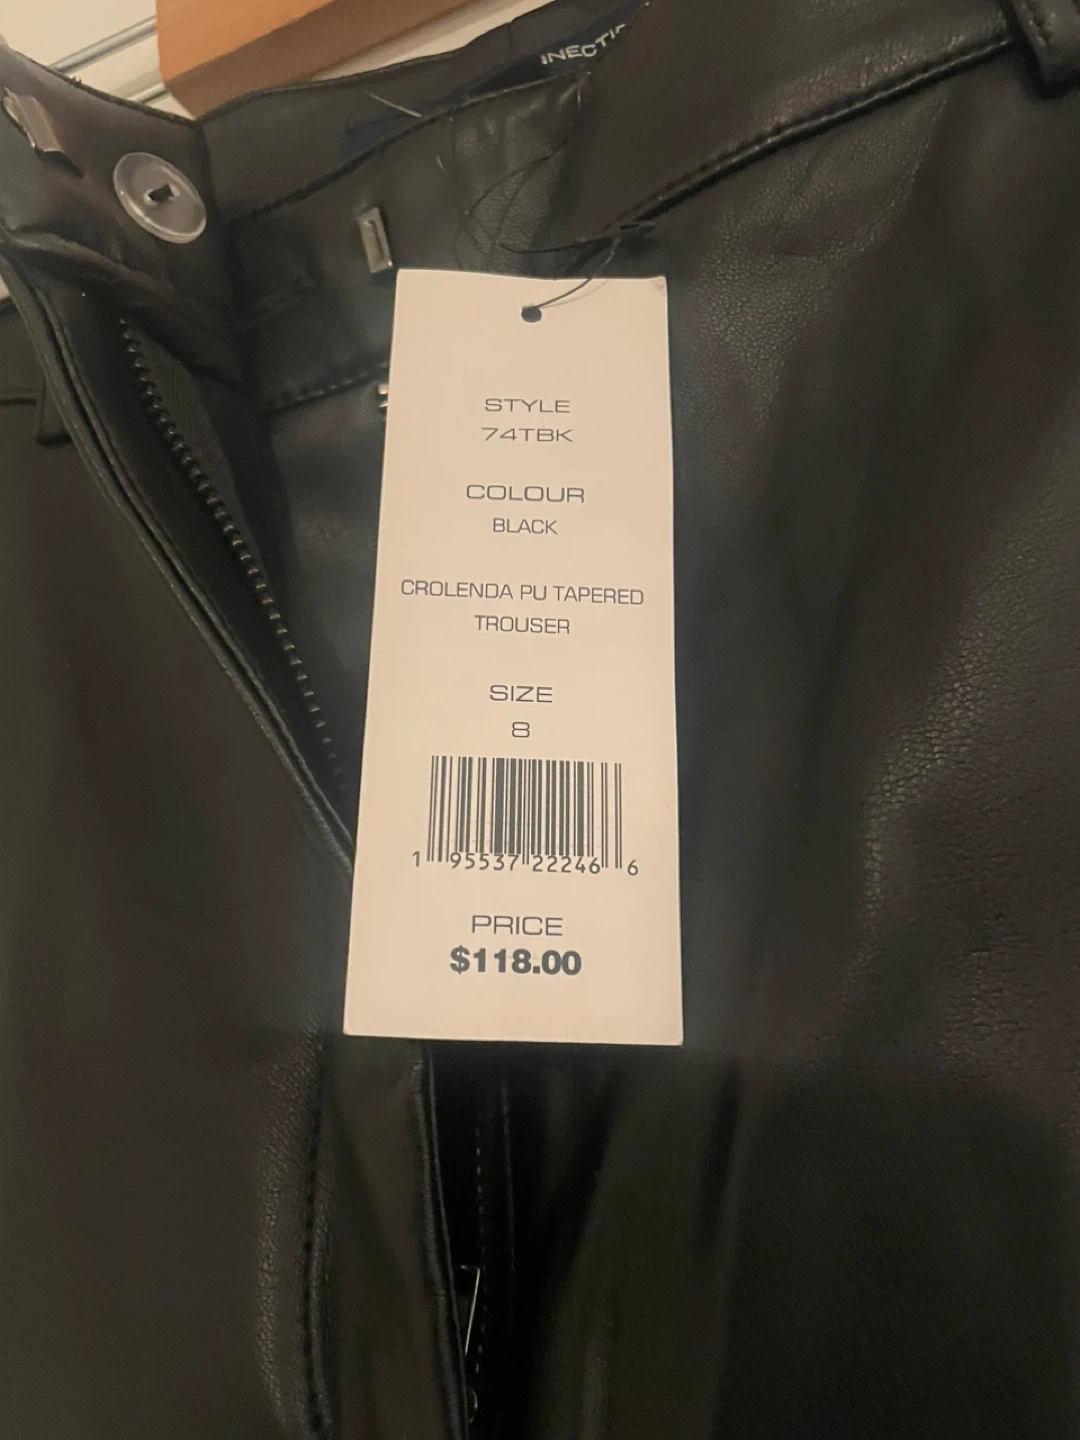 STYLE
74TBK
COLOUR
BLACK
CROLENDA PU TAPERED
TROUSER
SIZE
8
1 95537 22246 6
PRICE
$118.00